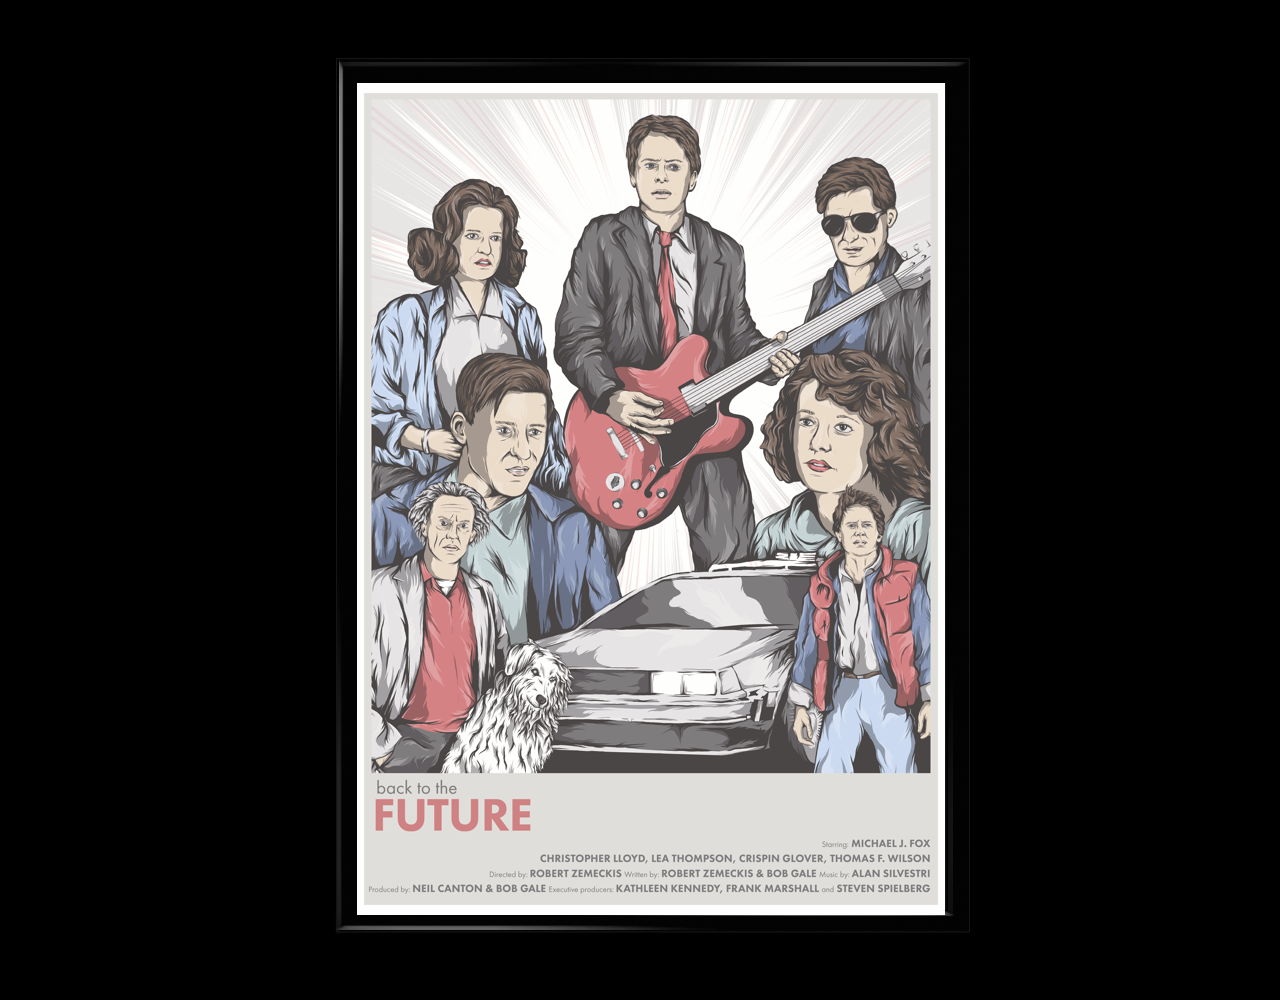 back to the
FUTURE
Starring: MICHAEL J. FOX
CHRISTOPHER LLOYD, LEA THOMPSON, CRISPIN GLOVER, THOMAS F. WILSON
Directed by: ROBERT ZEMECKIS Written by: ROBERT ZEMECKIS & BOB GALE Music by: ALAN SILVESTRI
Produced by: NEIL CANTON & BOB GALE Executive producers: KATHLEEN KENNEDY, FRANK MARSHALL and STEVEN SPIELBERG